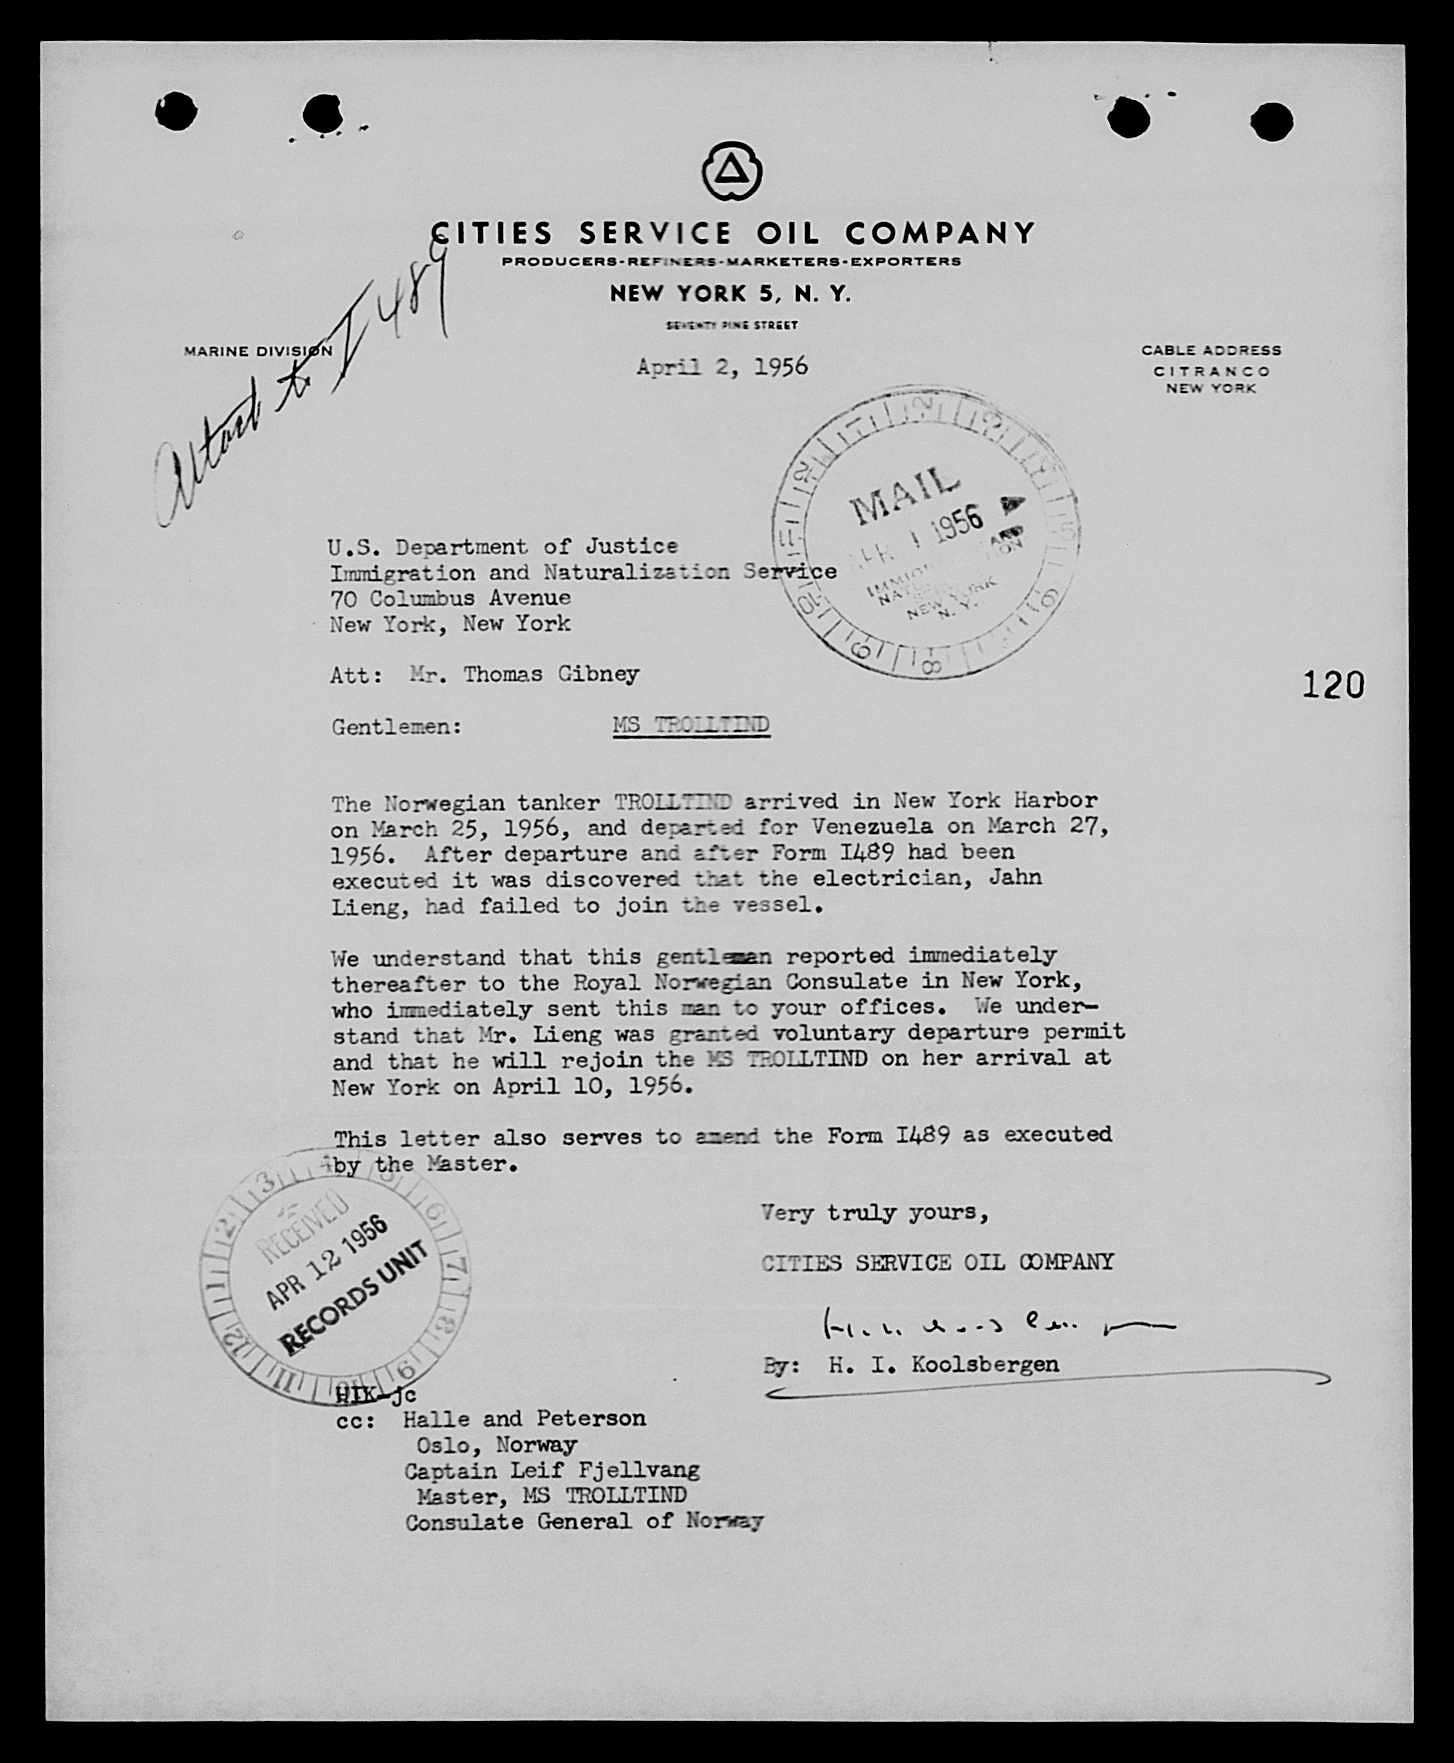 CITIES SERVICE OIL COMPANY
PRODUCERS-REFINERS-MARKETERS-EXPORTERS
NEW YORK 5, N. Y.
SEVENTY PINE STREET
MARINE DIVISION
CABLE ADDRESS
CITRANCO
NEW YORK
to I 489
April 2, 1956
MAIL
1956
NEW YORK
N. Y.
U.S. Department of Justice
Immigration and Naturalization Service
70 Columbus Avenue
New York, New York
Att: Mr. Thomas Gibney
120
Gentlemen: MS TROLLTIND
The Norwegian tanker TROLLTIND arrived in New York Harbor
on March 25, 1956, and departed for Venezuela on March 27,
1956. After departure and after Form I489 had been
executed it was discovered that the electrician, Jahn
Lieng, had failed to join the vessel.
We understand that this gentleman reported immediately
thereafter to the Royal Norwegian Consulate in New York,
who immediately sent this man to your offices. We under-
stand that Mr. Lieng was granted voluntary departure permit
and that he will rejoin the MS TROLLTIND on her arrival at
New York on April 10, 1956.
This letter also serves to amend the Form I489 as executed
by the Master.
RECEIVED
APR 12 1956
RECORDS UNIT
Very truly yours,
CITIES SERVICE OIL COMPANY
By: H. I. Koolsbergen
HIK-jc
cc: Halle and Peterson
Oslo, Norway
Captain Leif Fjellvang
Master, MS TROLLTIND
Consulate General of Norway